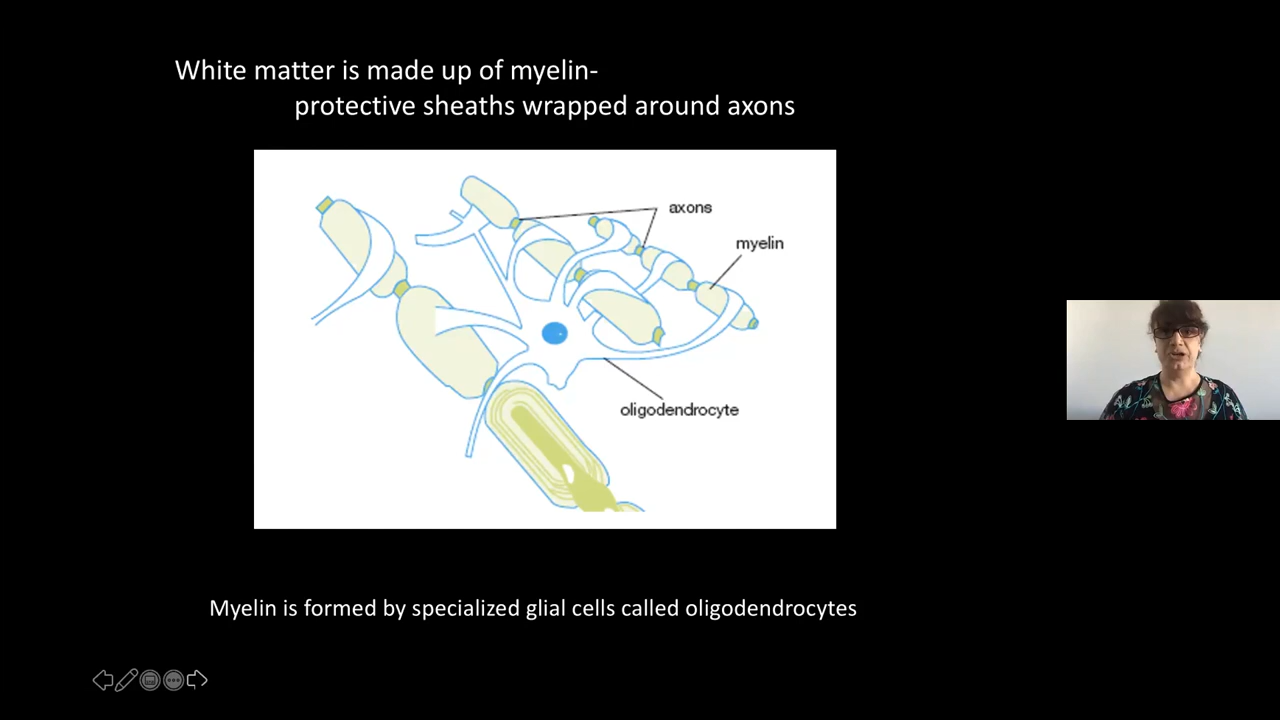 White matter is made up of myelin-
protective sheaths wrapped around axons
axons
myelin
oligodendrocyte
Myelin is formed by specialized glial cells called oligodendrocytes